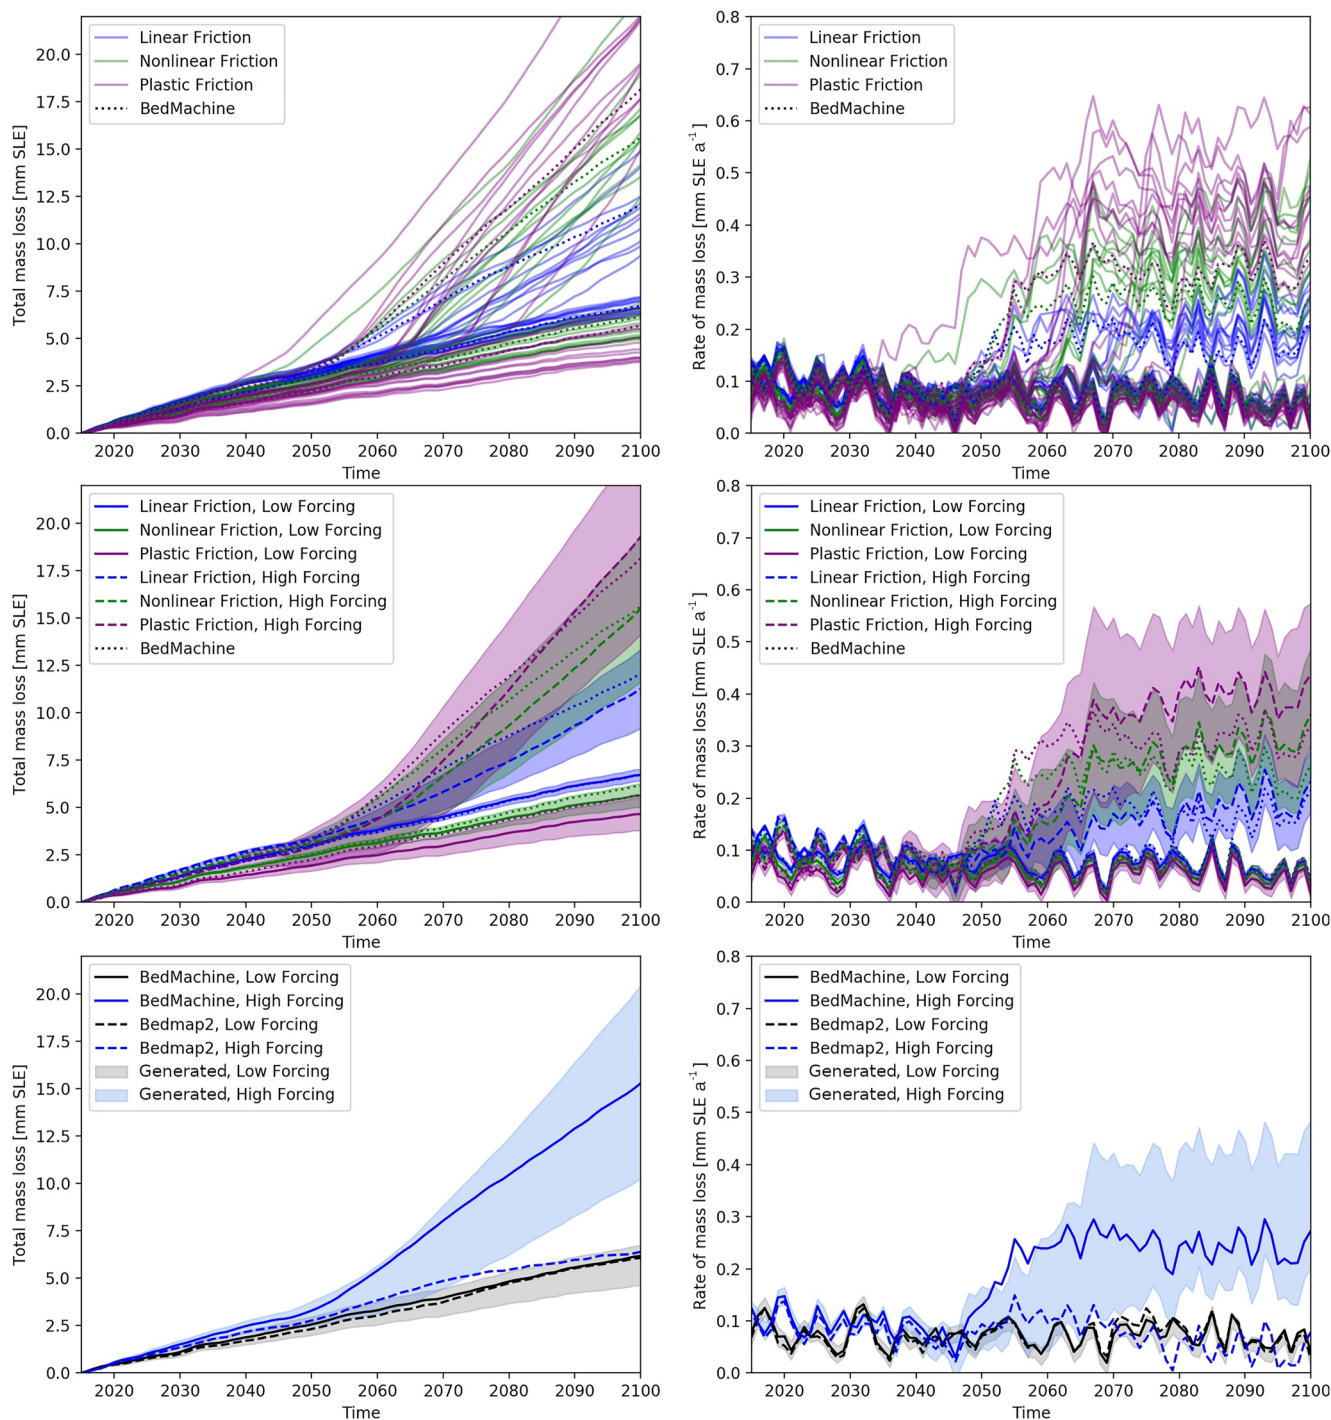 Linear Friction
Nonlinear Friction
Plastic Friction
BedMachine
Total mass loss [mm SLE]
20.0
17.5
15.0
12.5
10.0
7.5
5.0
2.5
0.0
2020 2030 2040 2050 2060 2070 2080 2090 2100
Time
Linear Friction
Nonlinear Friction
Plastic Friction
BedMachine
Rate of mass loss [mm SLE a⁻¹]
0.8
0.7
0.6
0.5
0.4
0.3
0.2
0.1
0.0
2020 2030 2040 2050 2060 2070 2080 2090 2100
Time
Linear Friction, Low Forcing
Nonlinear Friction, Low Forcing
Plastic Friction, Low Forcing
Linear Friction, High Forcing
Nonlinear Friction, High Forcing
Plastic Friction, High Forcing
BedMachine
Total mass loss [mm SLE]
20.0
17.5
15.0
12.5
10.0
7.5
5.0
2.5
0.0
2020 2030 2040 2050 2060 2070 2080 2090 2100
Time
Linear Friction, Low Forcing
Nonlinear Friction, Low Forcing
Plastic Friction, Low Forcing
Linear Friction, High Forcing
Nonlinear Friction, High Forcing
Plastic Friction, High Forcing
BedMachine
Rate of mass loss [mm SLE a⁻¹]
0.8
0.7
0.6
0.5
0.4
0.3
0.2
0.1
0.0
2020 2030 2040 2050 2060 2070 2080 2090 2100
Time
BedMachine, Low Forcing
BedMachine, High Forcing
Bedmap2, Low Forcing
Bedmap2, High Forcing
Generated, Low Forcing
Generated, High Forcing
Total mass loss [mm SLE]
20.0
17.5
15.0
12.5
10.0
7.5
5.0
2.5
0.0
2020 2030 2040 2050 2060 2070 2080 2090 2100
Time
BedMachine, Low Forcing
BedMachine, High Forcing
Bedmap2, Low Forcing
Bedmap2, High Forcing
Generated, Low Forcing
Generated, High Forcing
Rate of mass loss [mm SLE a⁻¹]
0.8
0.7
0.6
0.5
0.4
0.3
0.2
0.1
0.0
2020 2030 2040 2050 2060 2070 2080 2090 2100
Time